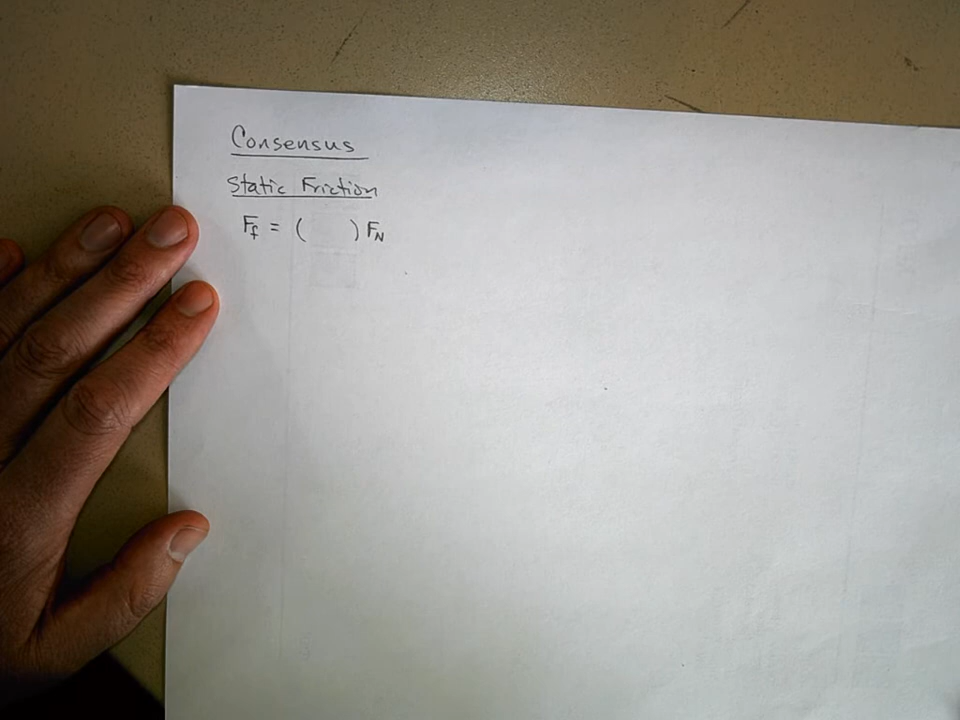 Consensus
Static Friction
Ff = (    ) FN